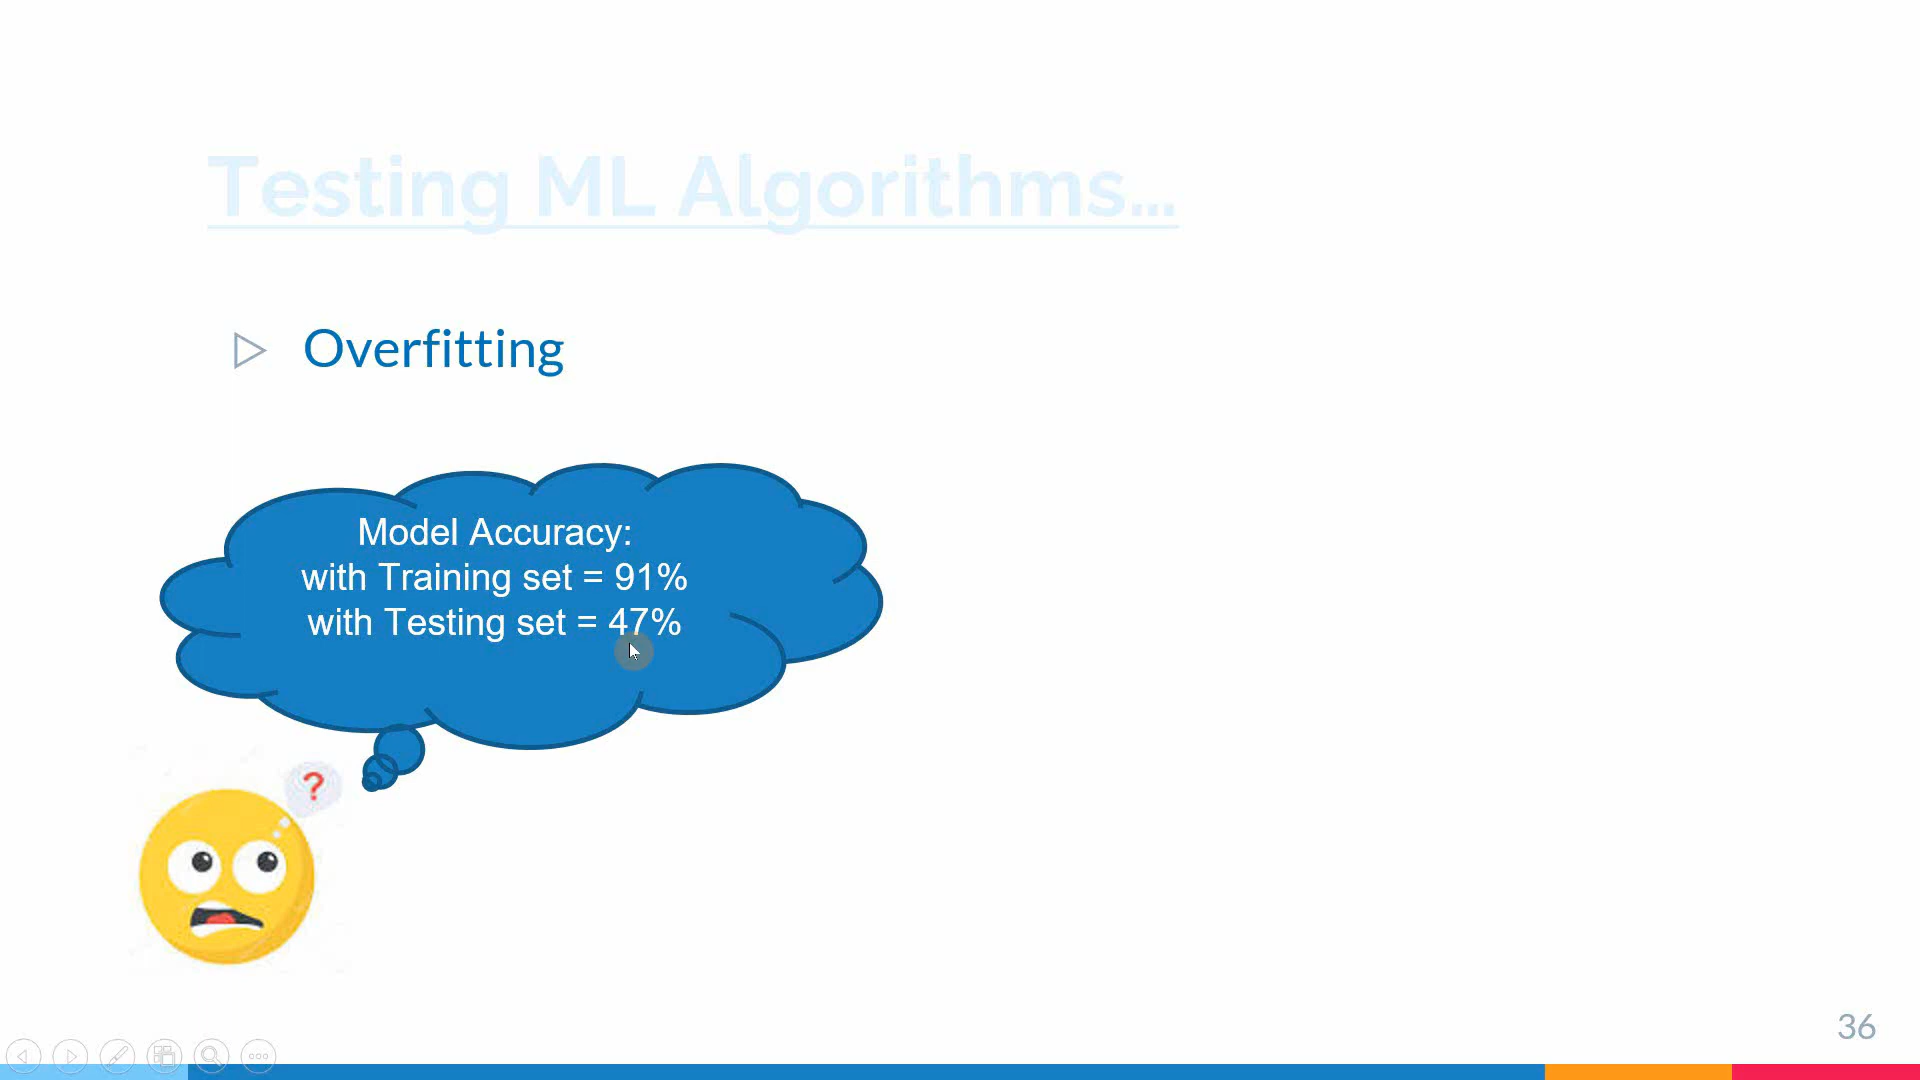 Testing ML Algorithms...
Overfitting
Model Accuracy:
with Training set = 91%
with Testing set = 47%
?
36